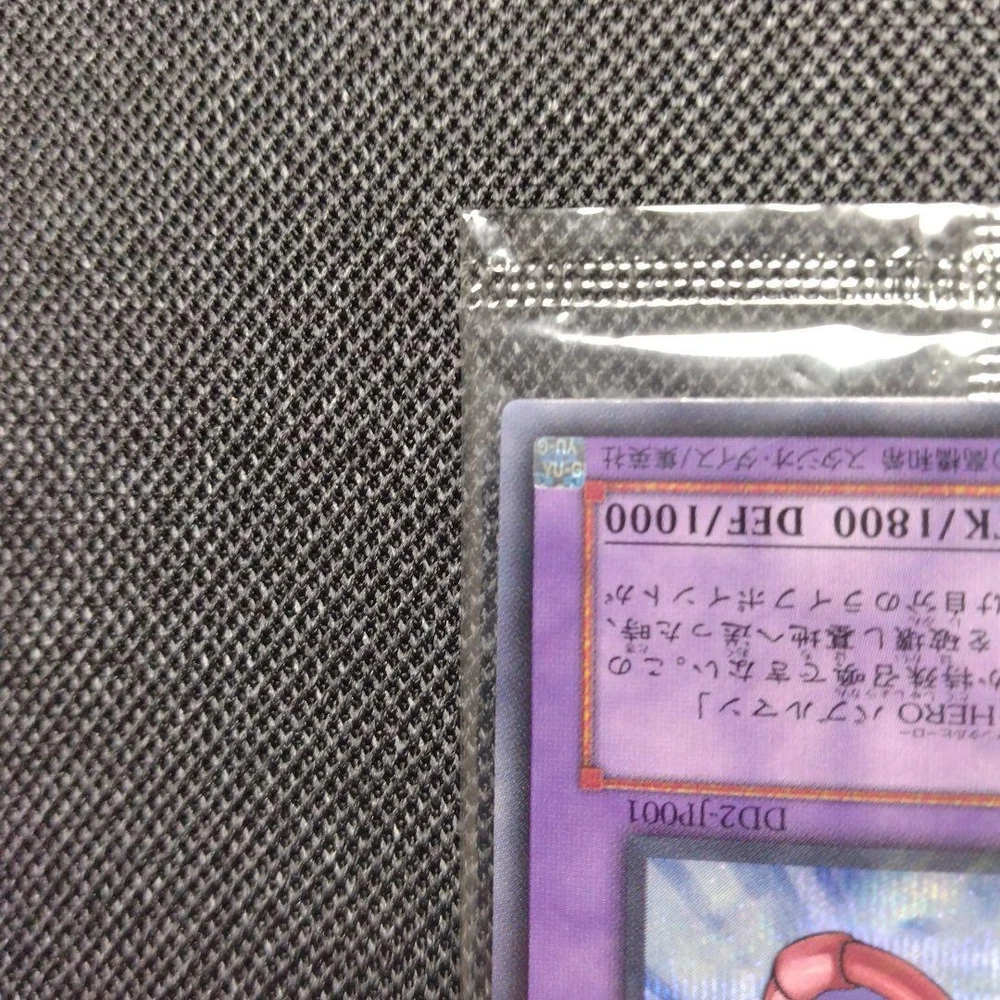 DD2-JP001
HERO バブルマン」
か特殊召喚できない。この
を破壊し墓地へ送った時、
け自分のライフポイントが
TK/1800 DEF/1000
高橋和希 スタジオ・ダイス/集英社